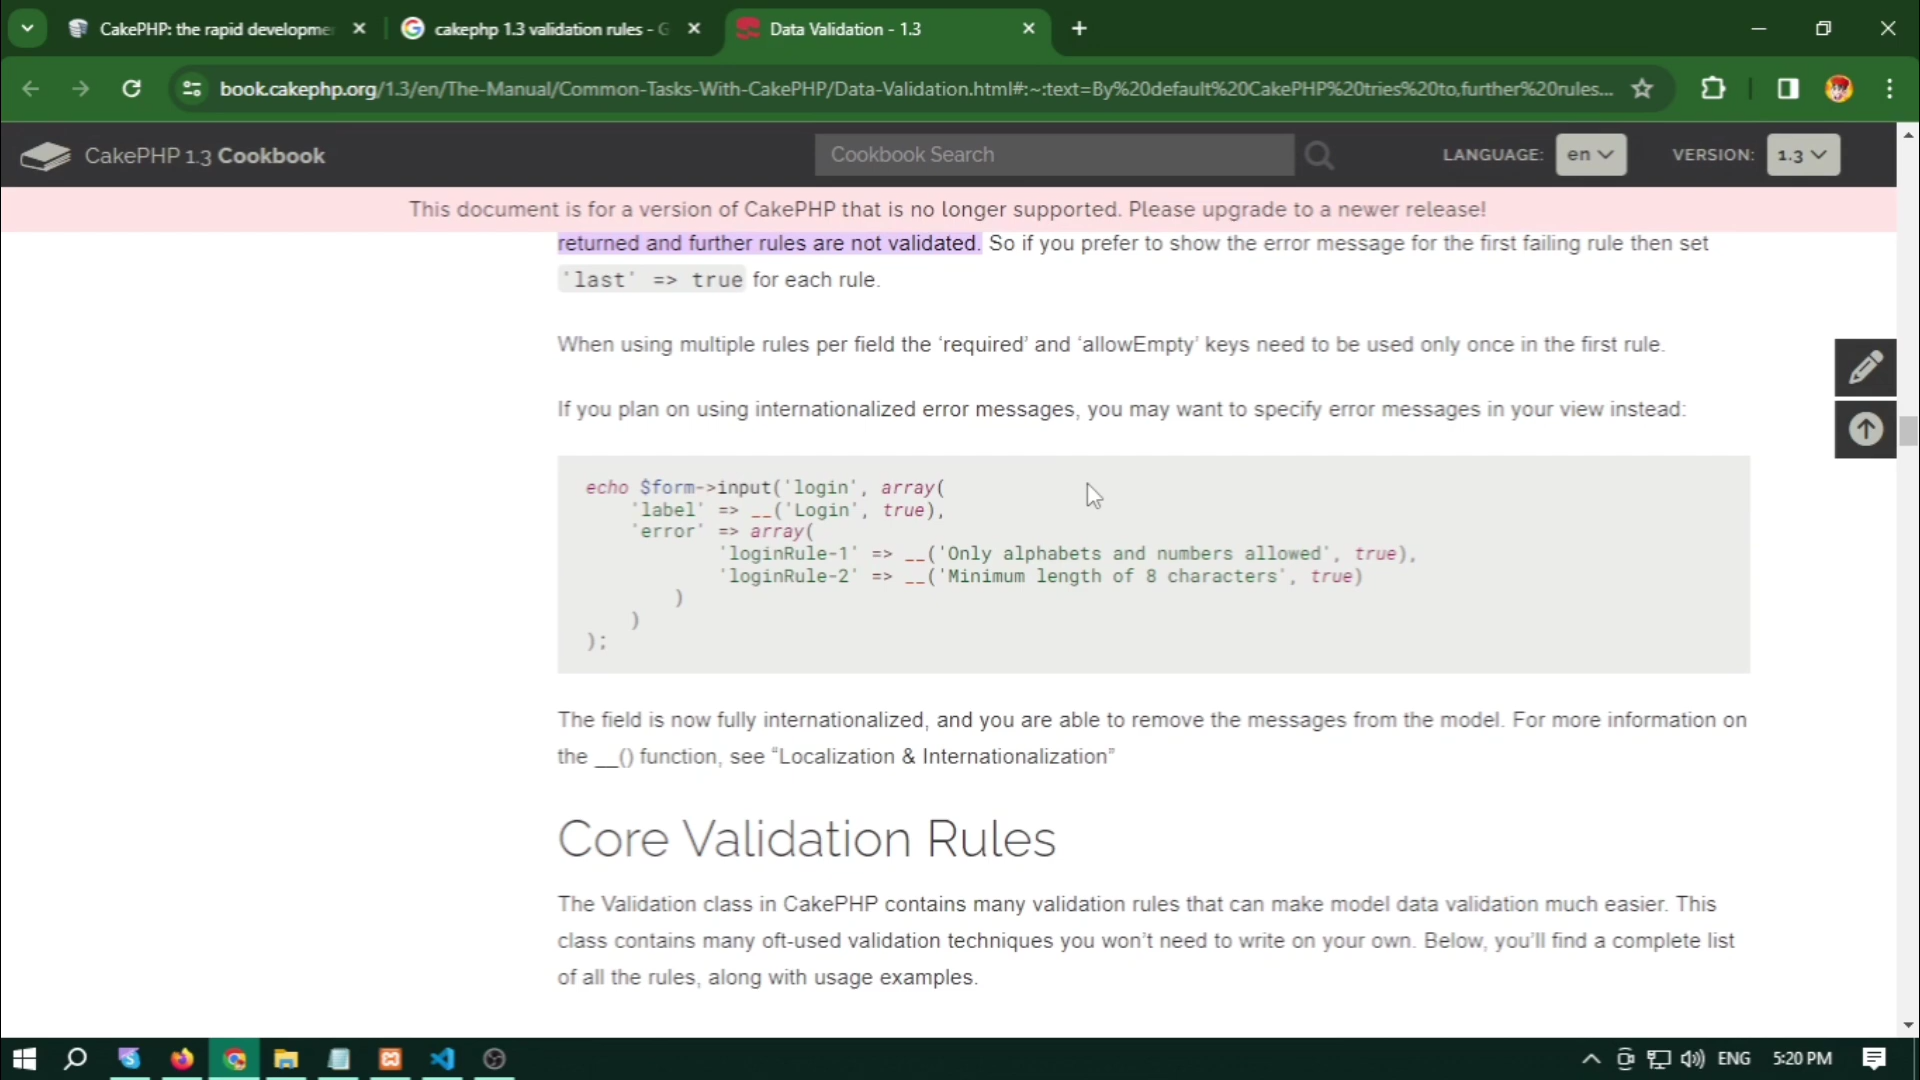 CakePHP: the rapid developme
cakephp 1.3 validation rules - G
Data Validation - 1.3
book.cakephp.org/1.3/en/The-Manual/Common-Tasks-With-CakePHP/Data-Validation.html#:~:text=By%20default%20CakePHP%20tries%20to,further%20rules...
CakePHP 1.3 Cookbook
Cookbook Search
LANGUAGE:
en
VERSION:
1.3
This document is for a version of CakePHP that is no longer supported. Please upgrade to a newer release!
returned and further rules are not validated. So if you prefer to show the error message for the first failing rule then set
'last' => true for each rule.
When using multiple rules per field the ‘required’ and ‘allowEmpty’ keys need to be used only once in the first rule.
If you plan on using internationalized error messages, you may want to specify error messages in your view instead:
echo $form->input('login', array(
'label' => __('Login', true),
'error' => array(
'loginRule-1' => __('Only alphabets and numbers allowed', true),
'loginRule-2' => __('Minimum length of 8 characters', true)
)
)
);
The field is now fully internationalized, and you are able to remove the messages from the model. For more information on
the __() function, see “Localization & Internationalization”
Core Validation Rules
The Validation class in CakePHP contains many validation rules that can make model data validation much easier. This
class contains many oft-used validation techniques you won’t need to write on your own. Below, you’ll find a complete list
of all the rules, along with usage examples.
ENG
5:20 PM